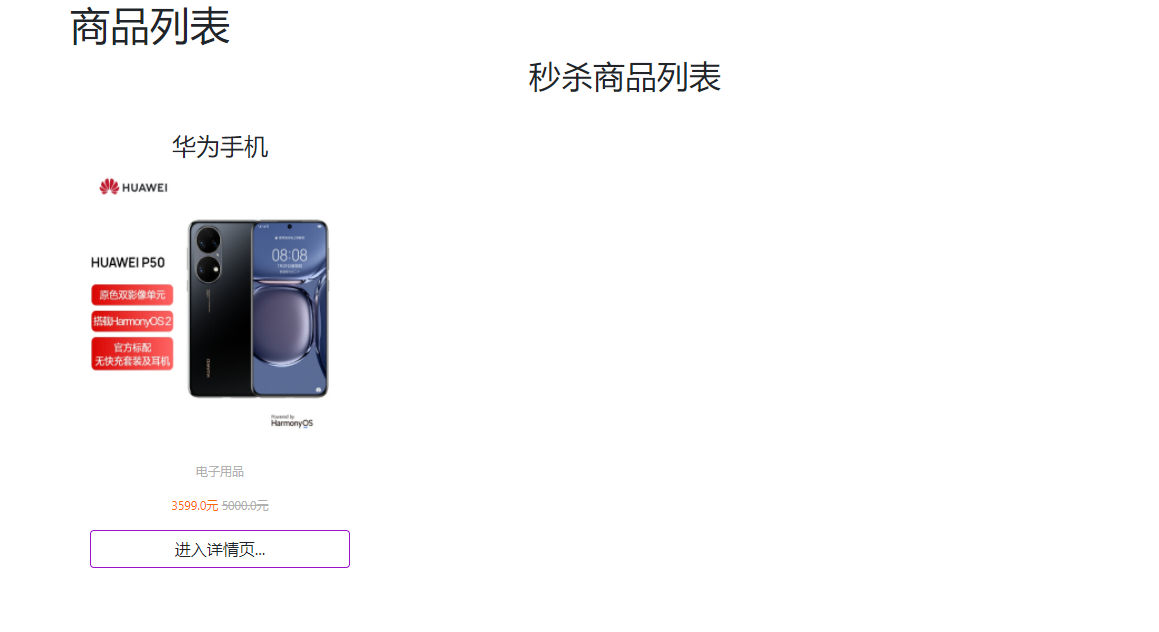 商品列表
秒杀商品列表
华为手机
HUAWEI
HUAWEI P50
原色双影像单元
搭载HarmonyOS 2
官方标配
无快充套装及耳机
08:08
HUAWEI
Powered by
HarmonyOS
电子用品
3599.0元 5000.0元
进入详情页...